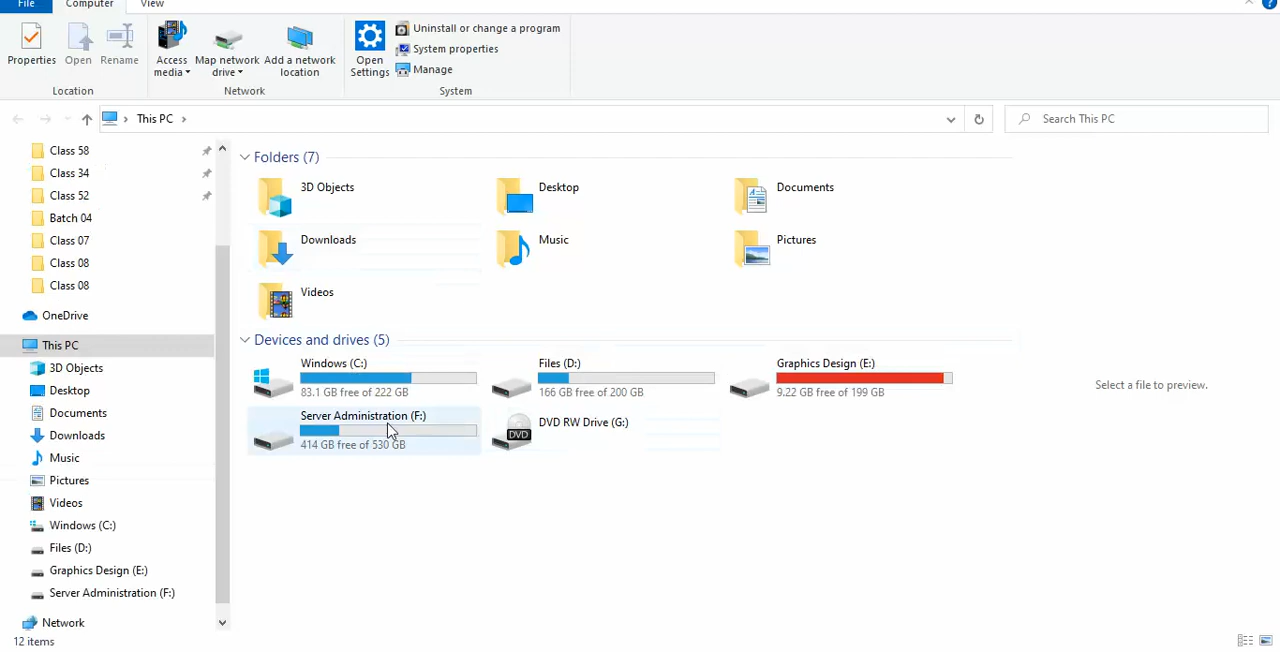 File
Computer
View
Properties
Open
Rename
Access media
Map network drive
Add a network location
Open Settings
Uninstall or change a program
System properties
Manage
Location
Network
System
This PC
Search This PC
Class 58
Class 34
Class 52
Batch 04
Class 07
Class 08
Class 08
OneDrive
This PC
3D Objects
Desktop
Documents
Downloads
Music
Pictures
Videos
Windows (C:)
Files (D:)
Graphics Design (E:)
Server Administration (F:)
Network
Folders (7)
3D Objects
Desktop
Documents
Downloads
Music
Pictures
Videos
Devices and drives (5)
Windows (C:)
83.1 GB free of 222 GB
Files (D:)
166 GB free of 200 GB
Graphics Design (E:)
9.22 GB free of 199 GB
Server Administration (F:)
414 GB free of 530 GB
DVD
DVD RW Drive (G:)
Select a file to preview.
12 items